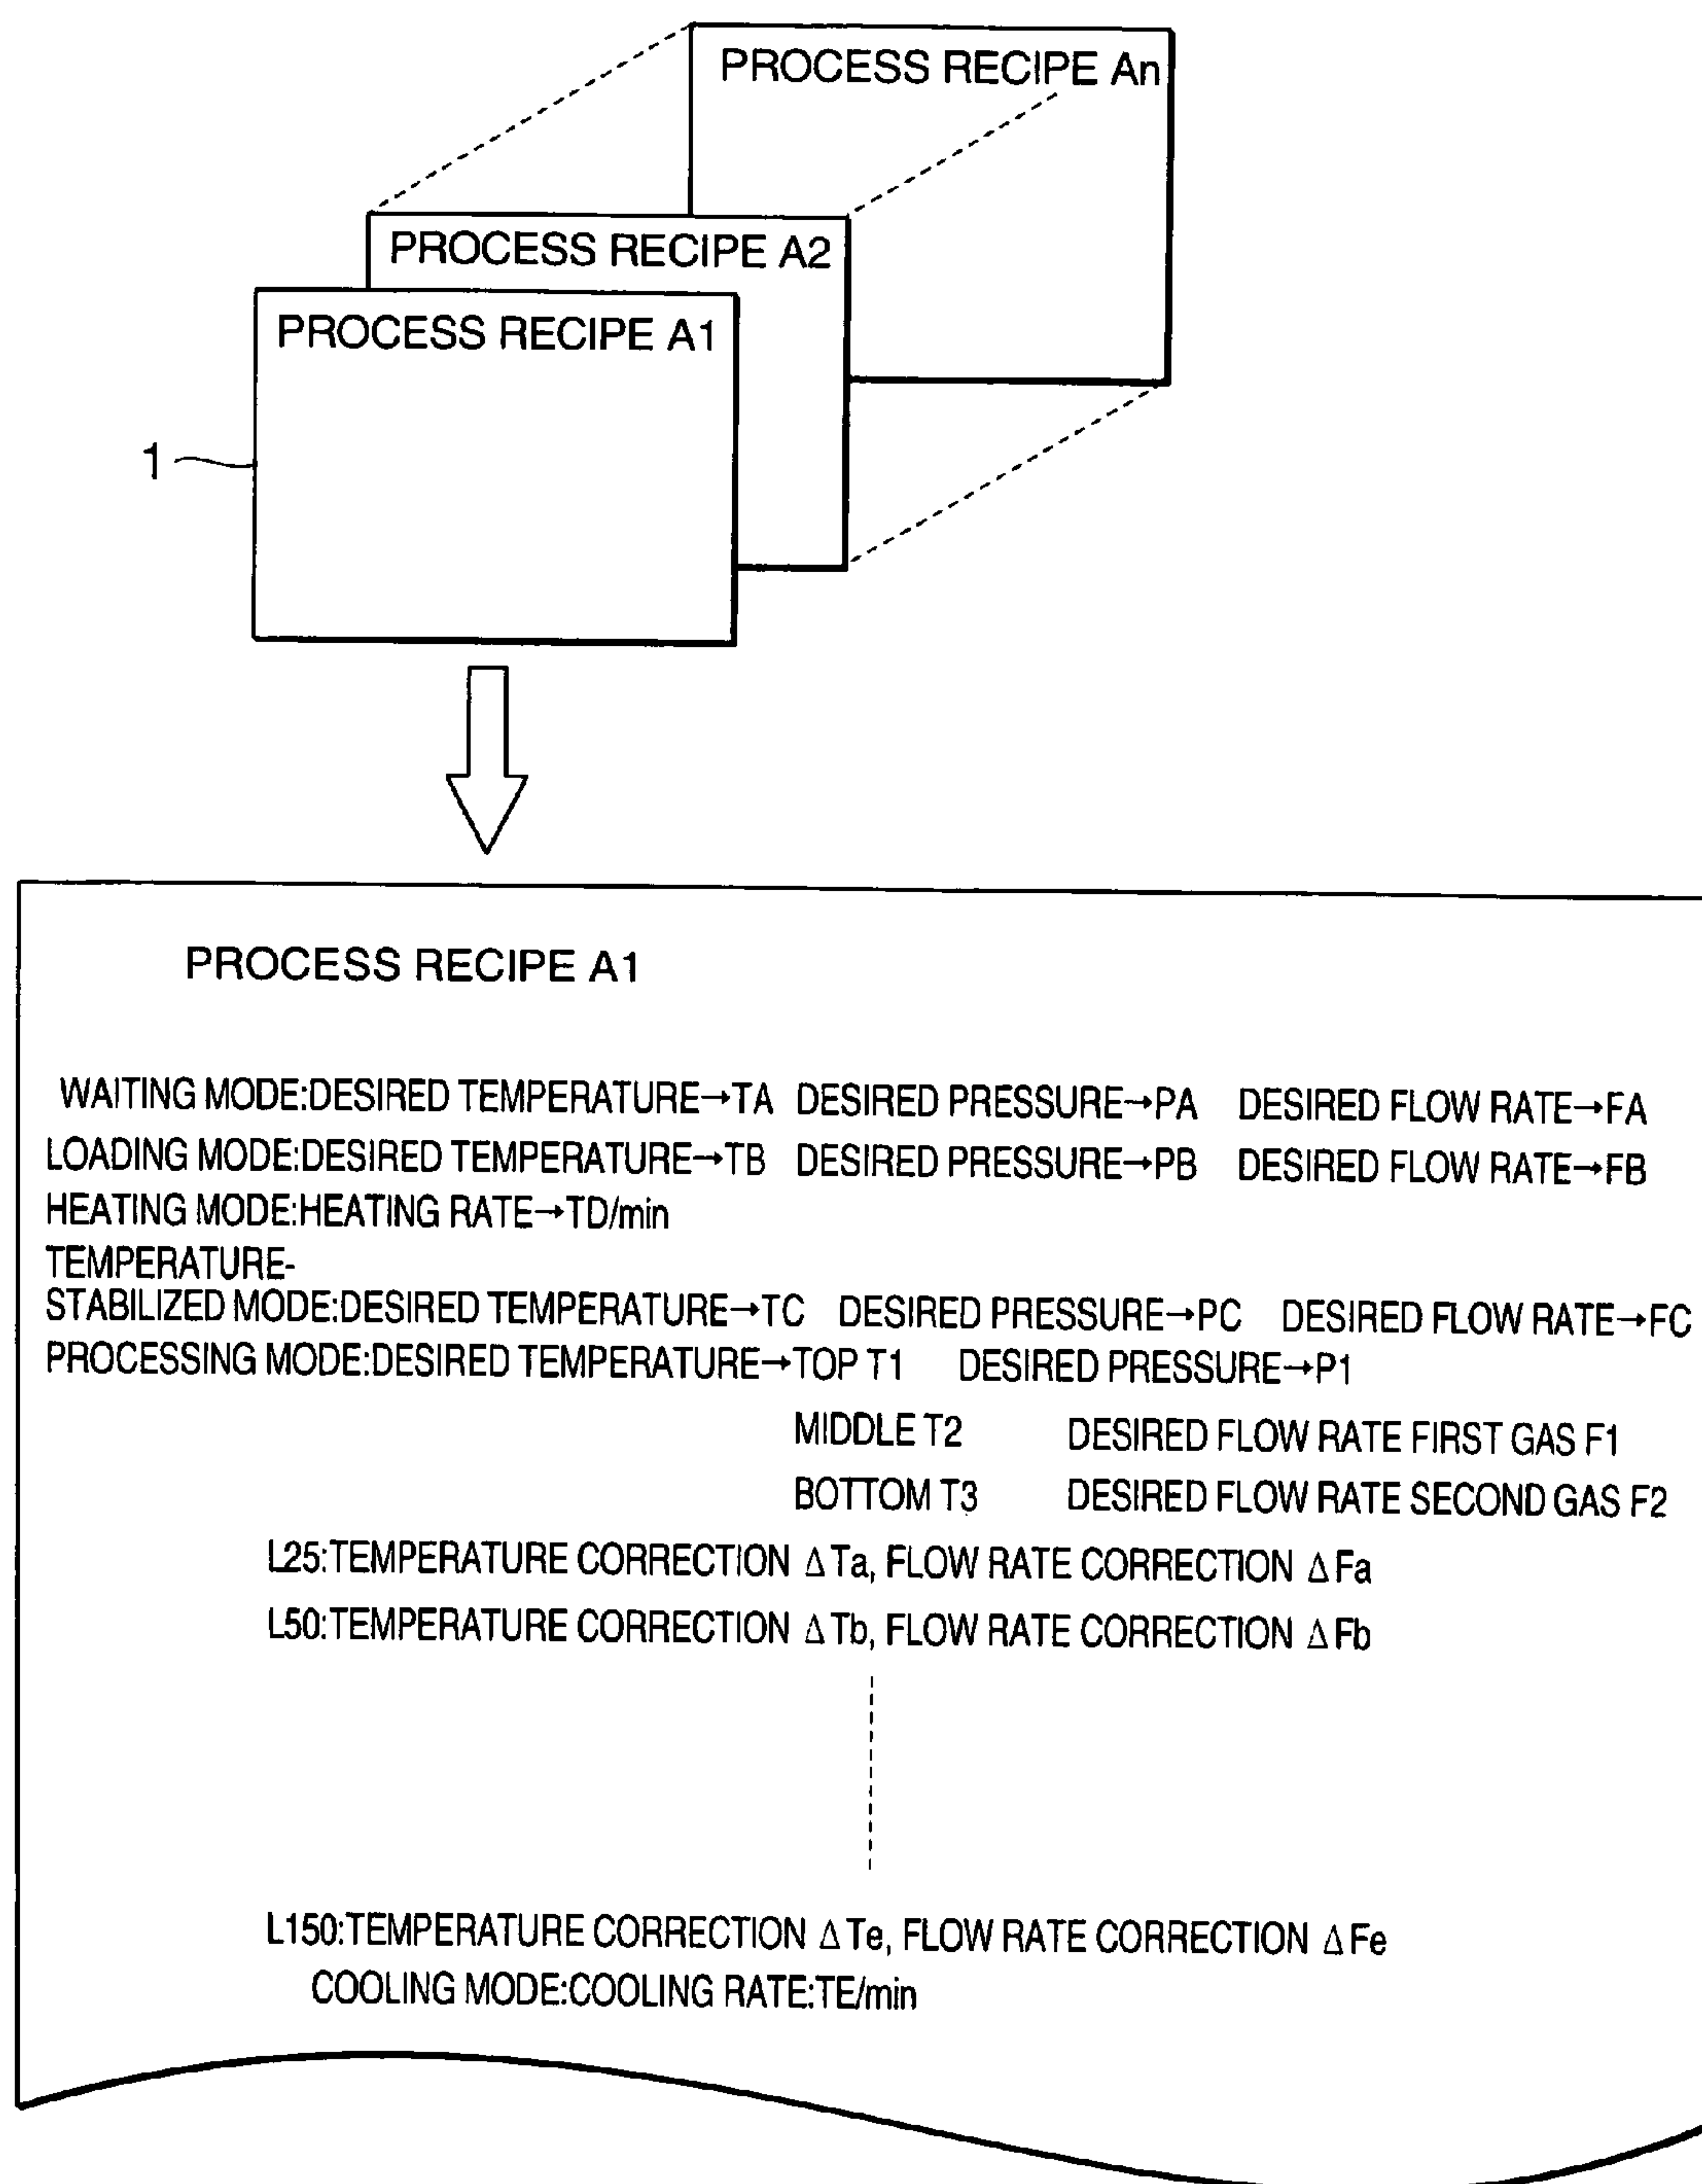 PROCESS RECIPE An
PROCESS RECIPE A2
PROCESS RECIPE A1
1
PROCESS RECIPE A1
WAITING MODE:DESIRED TEMPERATURE→TA DESIRED PRESSURE→PA DESIRED FLOW RATE→FA
LOADING MODE:DESIRED TEMPERATURE→TB DESIRED PRESSURE→PB DESIRED FLOW RATE→FB
HEATING MODE:HEATING RATE→TD/min
TEMPERATURE-
STABILIZED MODE:DESIRED TEMPERATURE→TC DESIRED PRESSURE→PC DESIRED FLOW RATE→FC
PROCESSING MODE:DESIRED TEMPERATURE→TOP T1 DESIRED PRESSURE→P1
MIDDLE T2 DESIRED FLOW RATE FIRST GAS F1
BOTTOM T3 DESIRED FLOW RATE SECOND GAS F2
L25:TEMPERATURE CORRECTION ΔTa, FLOW RATE CORRECTION ΔFa
L50:TEMPERATURE CORRECTION ΔTb, FLOW RATE CORRECTION ΔFb
L150:TEMPERATURE CORRECTION ΔTe, FLOW RATE CORRECTION ΔFe
COOLING MODE:COOLING RATE:TE/min